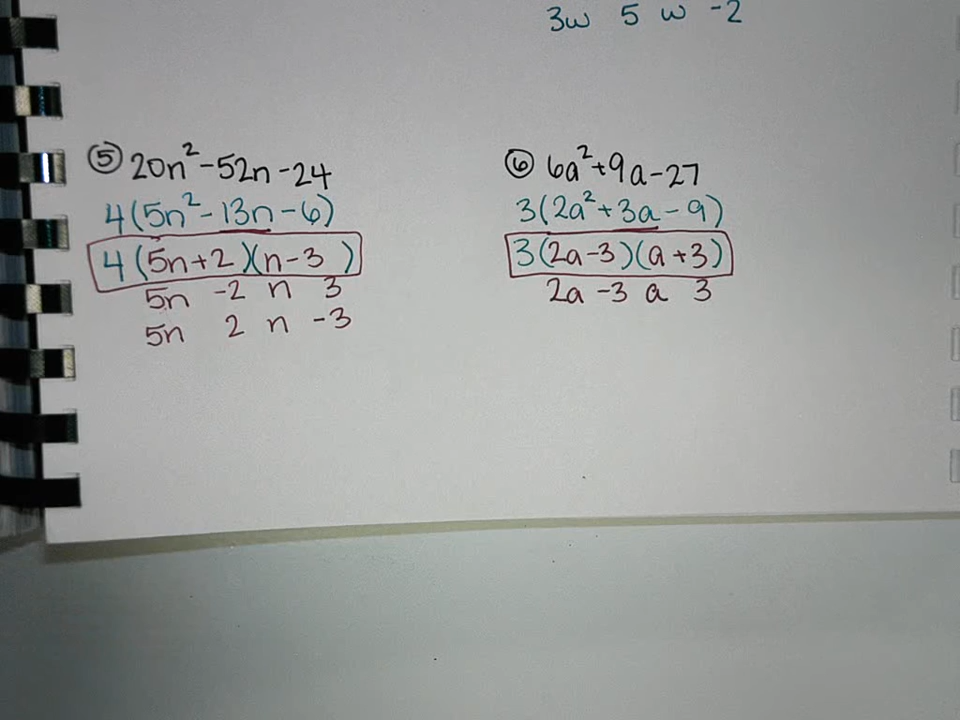 3w 5 w -2
⑤ 20n² - 52n - 24
4(5n² - 13n - 6)
4(5n + 2)(n - 3)
5n -2 n 3
5n 2 n -3
⑥ 6a² + 9a - 27
3(2a² + 3a - 9)
3(2a - 3)(a + 3)
2a -3 a 3